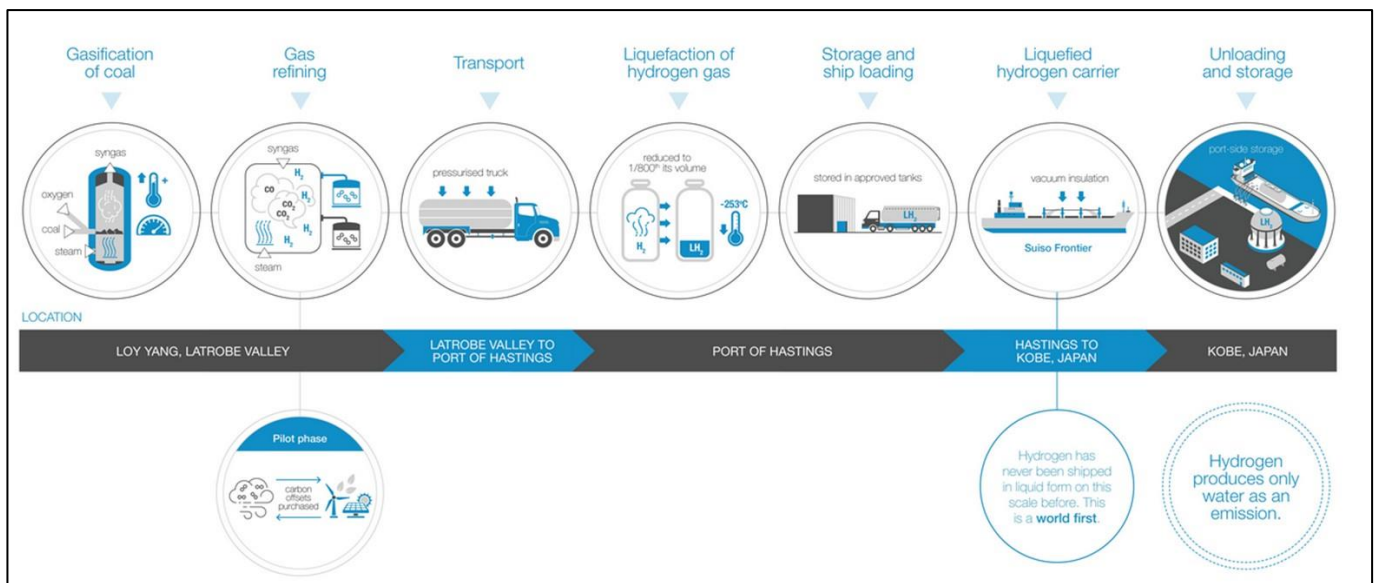 Gasification
of coal
Gas
refining
Transport
Liquefaction of
hydrogen gas
Storage and
ship loading
Liquefied
hydrogen carrier
Unloading
and storage
syngas
oxygen
coal
steam
+
syngas
H2
CO
CO2
CO2
H2
H2
steam
pressurised truck
reduced to
1/800th its volume
-253°C
H2
LH2
stored in approved tanks
LH2
vacuum insulation
Suiso Frontier
port-side storage
LH2
LOCATION
LOY YANG, LATROBE VALLEY
LATROBE VALLEY TO
PORT OF HASTINGS
PORT OF HASTINGS
HASTINGS TO
KOBE, JAPAN
KOBE, JAPAN
Pilot phase
carbon
offsets
purchased
Hydrogen has
never been shipped
in liquid form on this
scale before. This
is a world first.
Hydrogen
produces only
water as an
emission.